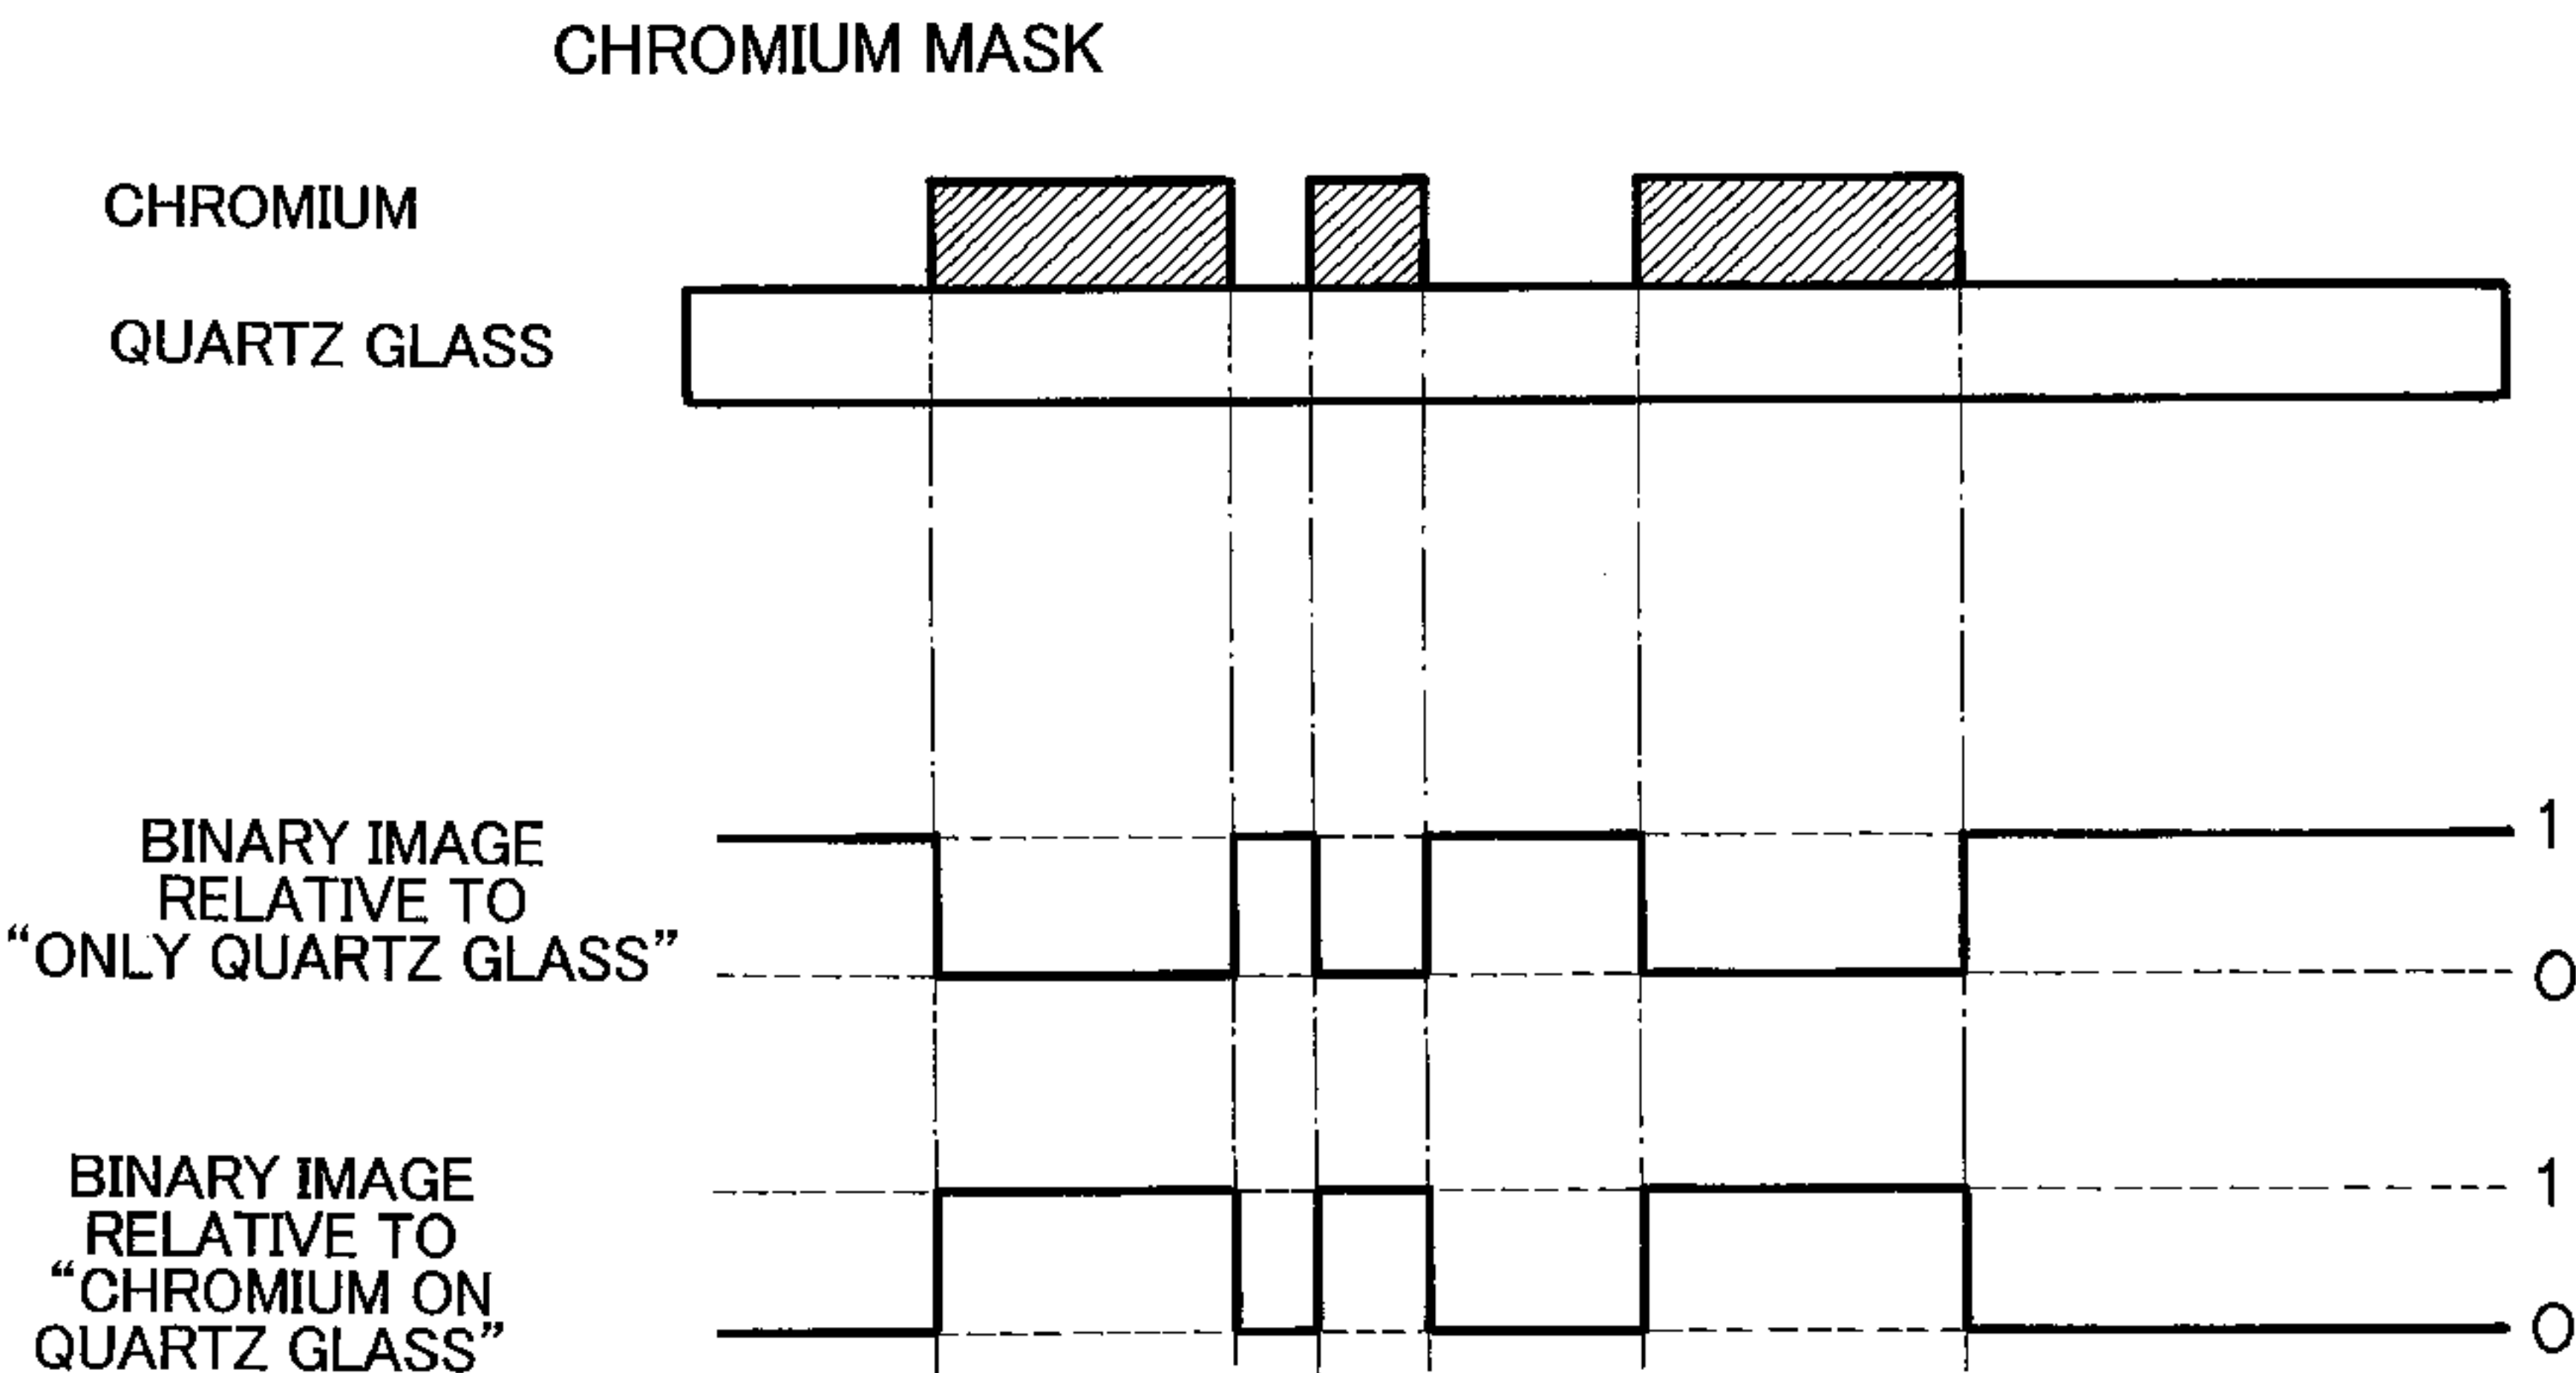 CHROMIUM MASK
CHROMIUM
QUARTZ GLASS
BINARY IMAGE
RELATIVE TO
“ONLY QUARTZ GLASS”
1
0
BINARY IMAGE
RELATIVE TO
“CHROMIUM ON
QUARTZ GLASS”
1
0